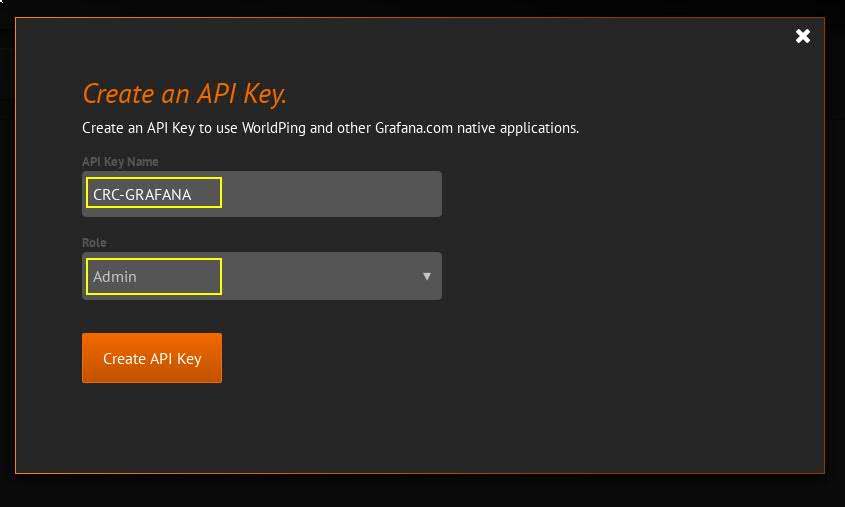 Create an API Key.
Create an API Key to use WorldPing and other Grafana.com native applications.
API Key Name
CRC-GRAFANA
Role
Admin
Create API Key